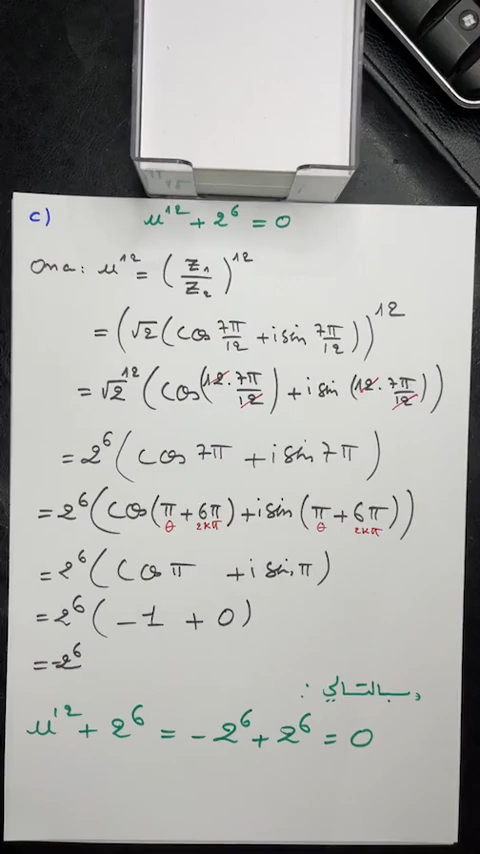 c) u¹² + 2⁶ = 0
On a : u¹² = (Z₁/Z₂)¹²
= (√2 (cos 7π/12 + i sin 7π/12))¹²
= √2¹² (cos(12·7π/12) + i sin(12·7π/12))
= 2⁶ (cos 7π + i sin 7π)
= 2⁶ (cos(π + 6π) + i sin(π + 6π))
θ 2kπ θ 2kπ
= 2⁶ (cos π + i sin π)
= 2⁶ (-1 + 0)
= -2⁶
وبالتالي :
u¹² + 2⁶ = -2⁶ + 2⁶ = 0